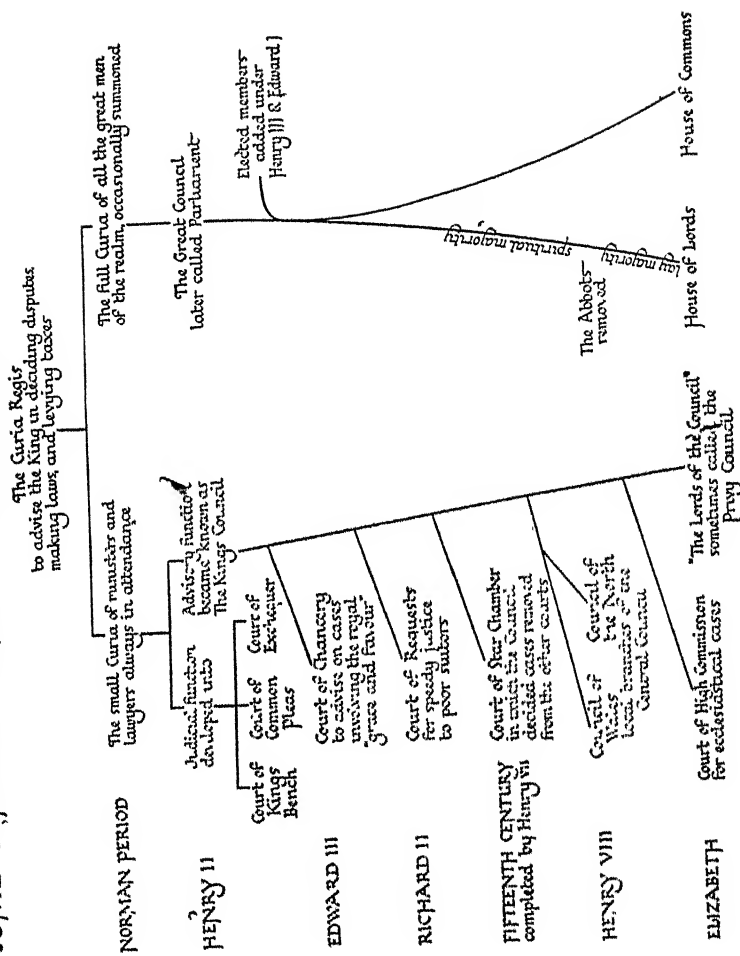 The Curia Regis
to advise the King in deciding disputes,
making laws, and levying taxes
NORMAN PERIOD
The small Curia of ministers and
lawyers always in attendance
The full Curia of all the great men
of the realm, occasionally summoned
HENRY II
Judicial function
developed into
Advisory function
became known as
The Kings Council
The Great Council
later called Parliament
Court of
Kings
Bench
Court of
Common
Pleas
Court of
Exchequer
Elected members
added under
Henry III & Edward I
EDWARD III
Court of Chancery
to advise on cases
involving the royal
"grace and favour"
RICHARD II
Court of Requests
for speedy justice
to poor suitors
FIFTEENTH CENTURY
completed by Henry VII
Court of Star Chamber
in which the Council
decided cases removed
from the other courts
spiritual majority
HENRY VIII
Council of
Wales
Council of
the North
local branches of the
Central Council
The Abbots
removed
lay majority
ELIZABETH
Court of High Commission
for ecclesiastical cases
"The Lords of the Council"
sometimes called the
Privy Council
House of Lords
House of Commons